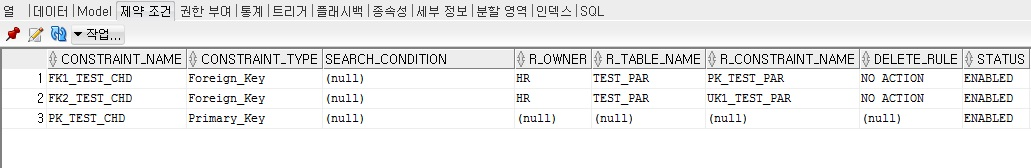 열 데이터 Model 제약 조건 권한 부여 통계 트리거 플래시백 종속성 세부 정보 분할 영역 인덱스 SQL
작업...
CONSTRAINT_NAME CONSTRAINT_TYPE SEARCH_CONDITION R_OWNER R_TABLE_NAME R_CONSTRAINT_NAME DELETE_RULE STATUS
1 FK1_TEST_CHD Foreign_Key (null) HR TEST_PAR PK_TEST_PAR NO ACTION ENABLED
2 FK2_TEST_CHD Foreign_Key (null) HR TEST_PAR UK1_TEST_PAR NO ACTION ENABLED
3 PK_TEST_CHD Primary_Key (null) (null) (null) (null) (null) ENABLED